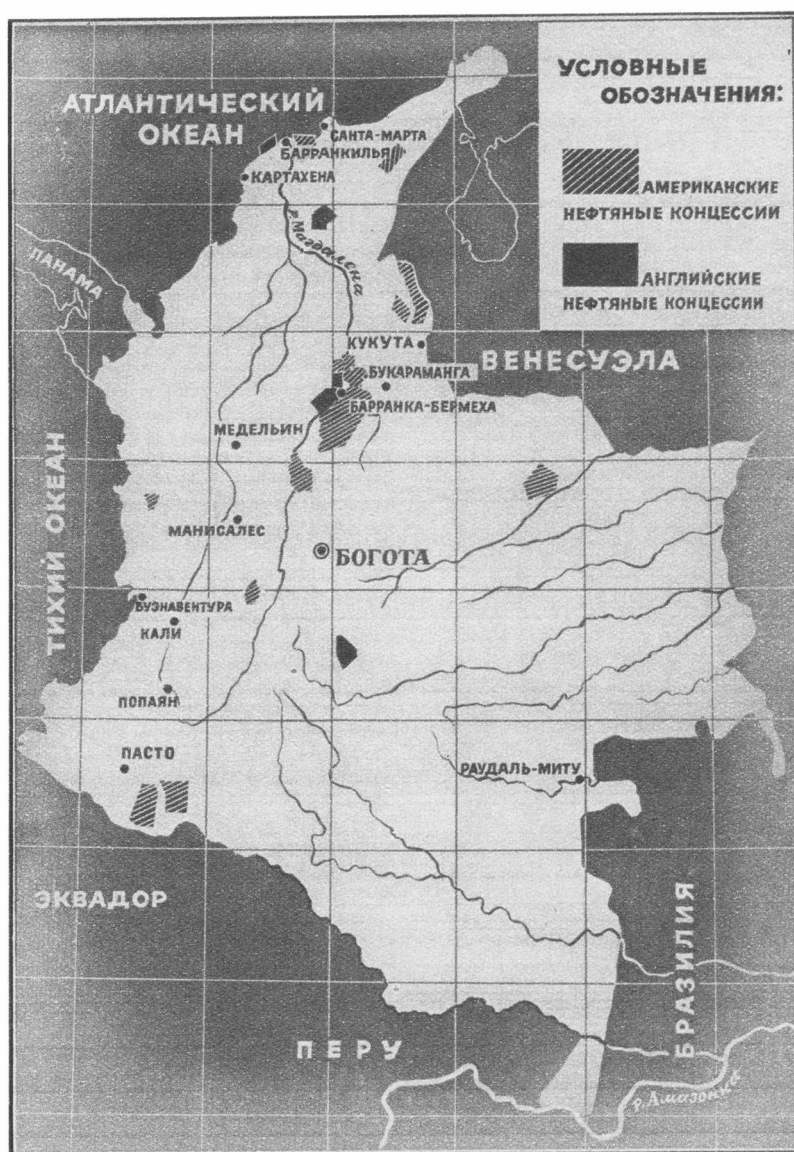 УСЛОВНЫЕ
ОБОЗНАЧЕНИЯ:
АМЕРИКАНСКИЕ
НЕФТЯНЫЕ КОНЦЕССИИ
АНГЛИЙСКИЕ
НЕФТЯНЫЕ КОНЦЕССИИ
АТЛАНТИЧЕСКИЙ
ОКЕАН
САНТА-МАРТА
БАРРАНКИЛЬЯ
КАРТАХЕНА
р. Магдалена
ПАНАМА
КУКУТА
ВЕНЕСУЭЛА
БУКАРАМАНГА
БАРРАНКА-БЕРМЕХА
МЕДЕЛЬИН
ТИХИЙ ОКЕАН
МАНИСАЛЕС
БОГОТА
БУЭНАВЕНТУРА
КАЛИ
ПОПАЯН
ПАСТО
РАУДАЛЬ-МИТУ
ЭКВАДОР
БРАЗИЛИЯ
ПЕРУ
р. Амазонка